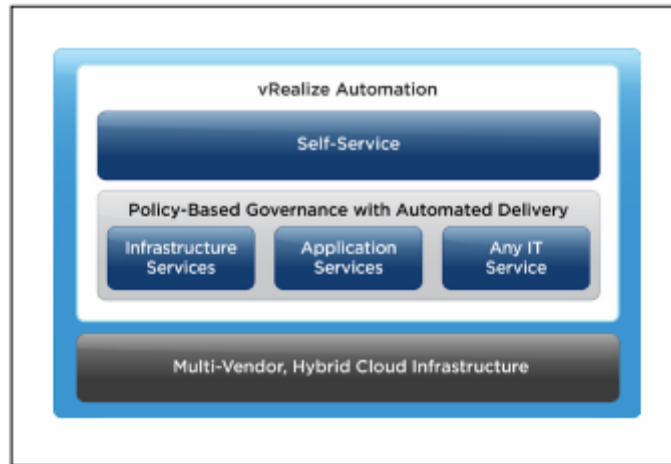 vRealize Automation
Self-Service
Policy-Based Governance with Automated Delivery
Infrastructure
Services
Application
Services
Any IT
Service
Multi-Vendor, Hybrid Cloud Infrastructure